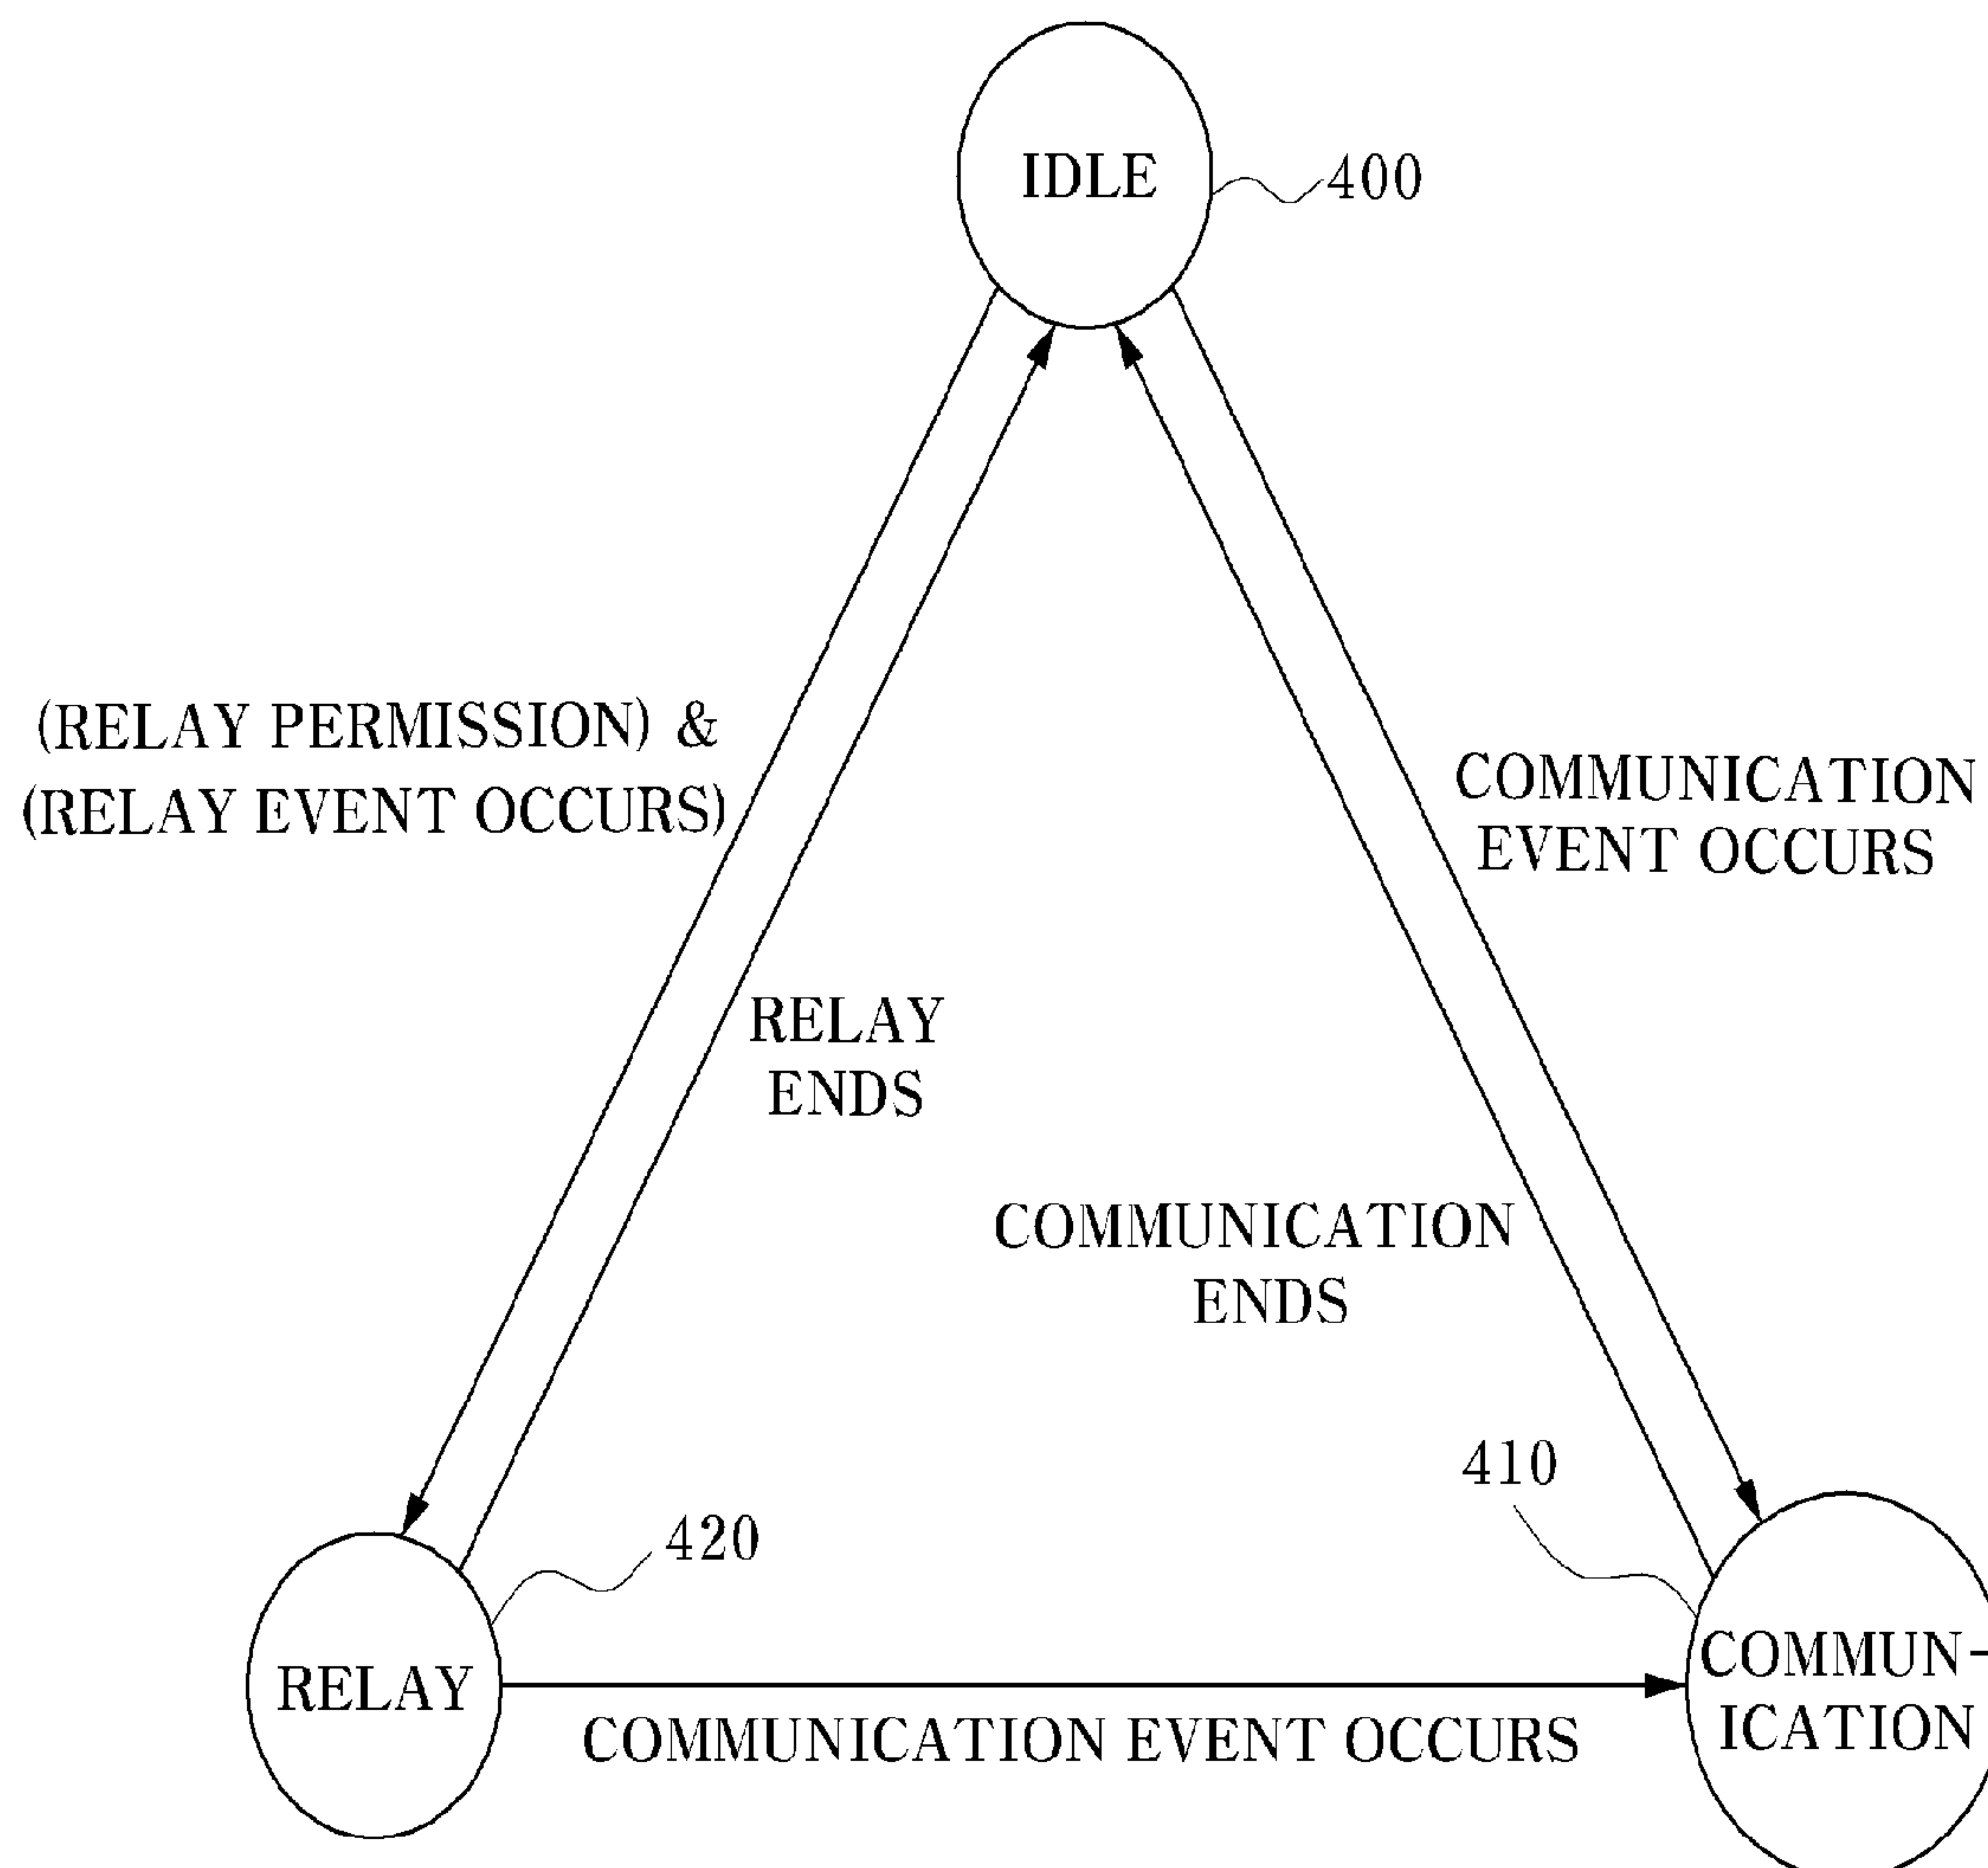 IDLE
400
(RELAY PERMISSION) &
(RELAY EVENT OCCURS)
COMMUNICATION
EVENT OCCURS
RELAY
ENDS
COMMUNICATION
ENDS
410
420
RELAY
COMMUN-
ICATION
COMMUNICATION EVENT OCCURS